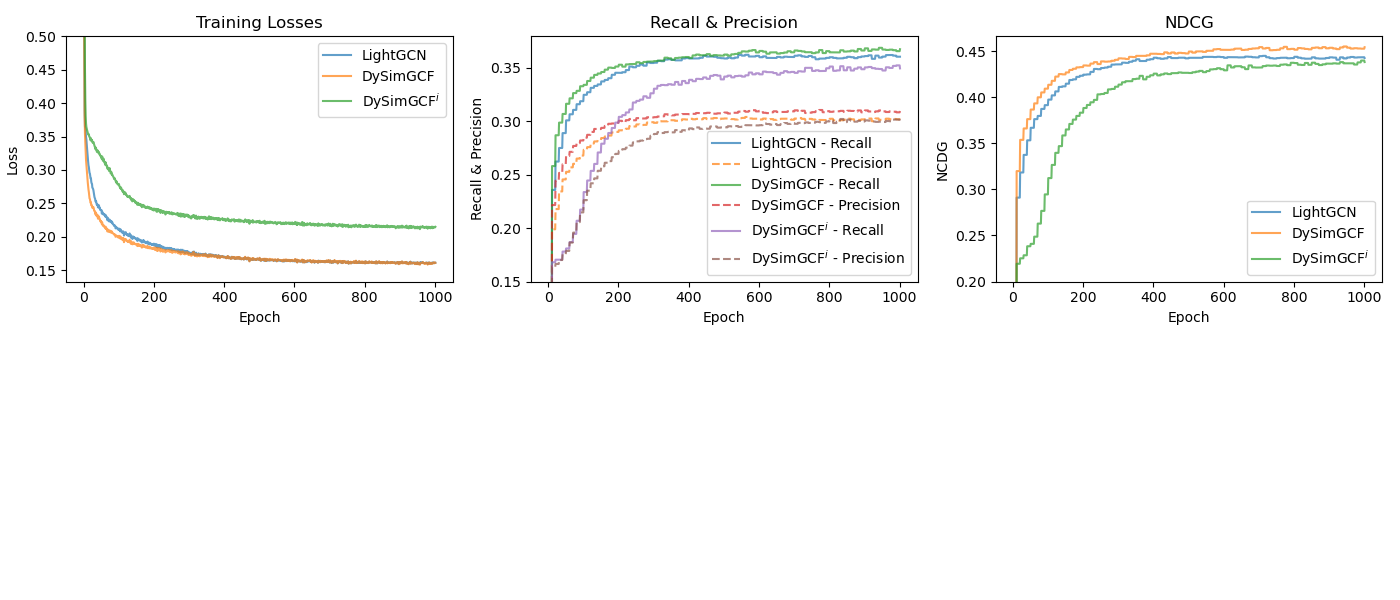 Training Losses
0.50
0.45
0.40
0.35
0.30
0.25
0.20
0.15
Loss
0
200
400
600
800
1000
Epoch
LightGCN
DySimGCF
DySimGCFⁱ
Recall & Precision
0.35
0.30
0.25
0.20
0.15
Recall & Precision
0
200
400
600
800
1000
Epoch
LightGCN - Recall
LightGCN - Precision
DySimGCF - Recall
DySimGCF - Precision
DySimGCFⁱ - Recall
DySimGCFⁱ - Precision
NDCG
0.45
0.40
0.35
0.30
0.25
0.20
NCDG
0
200
400
600
800
1000
Epoch
LightGCN
DySimGCF
DySimGCFⁱ